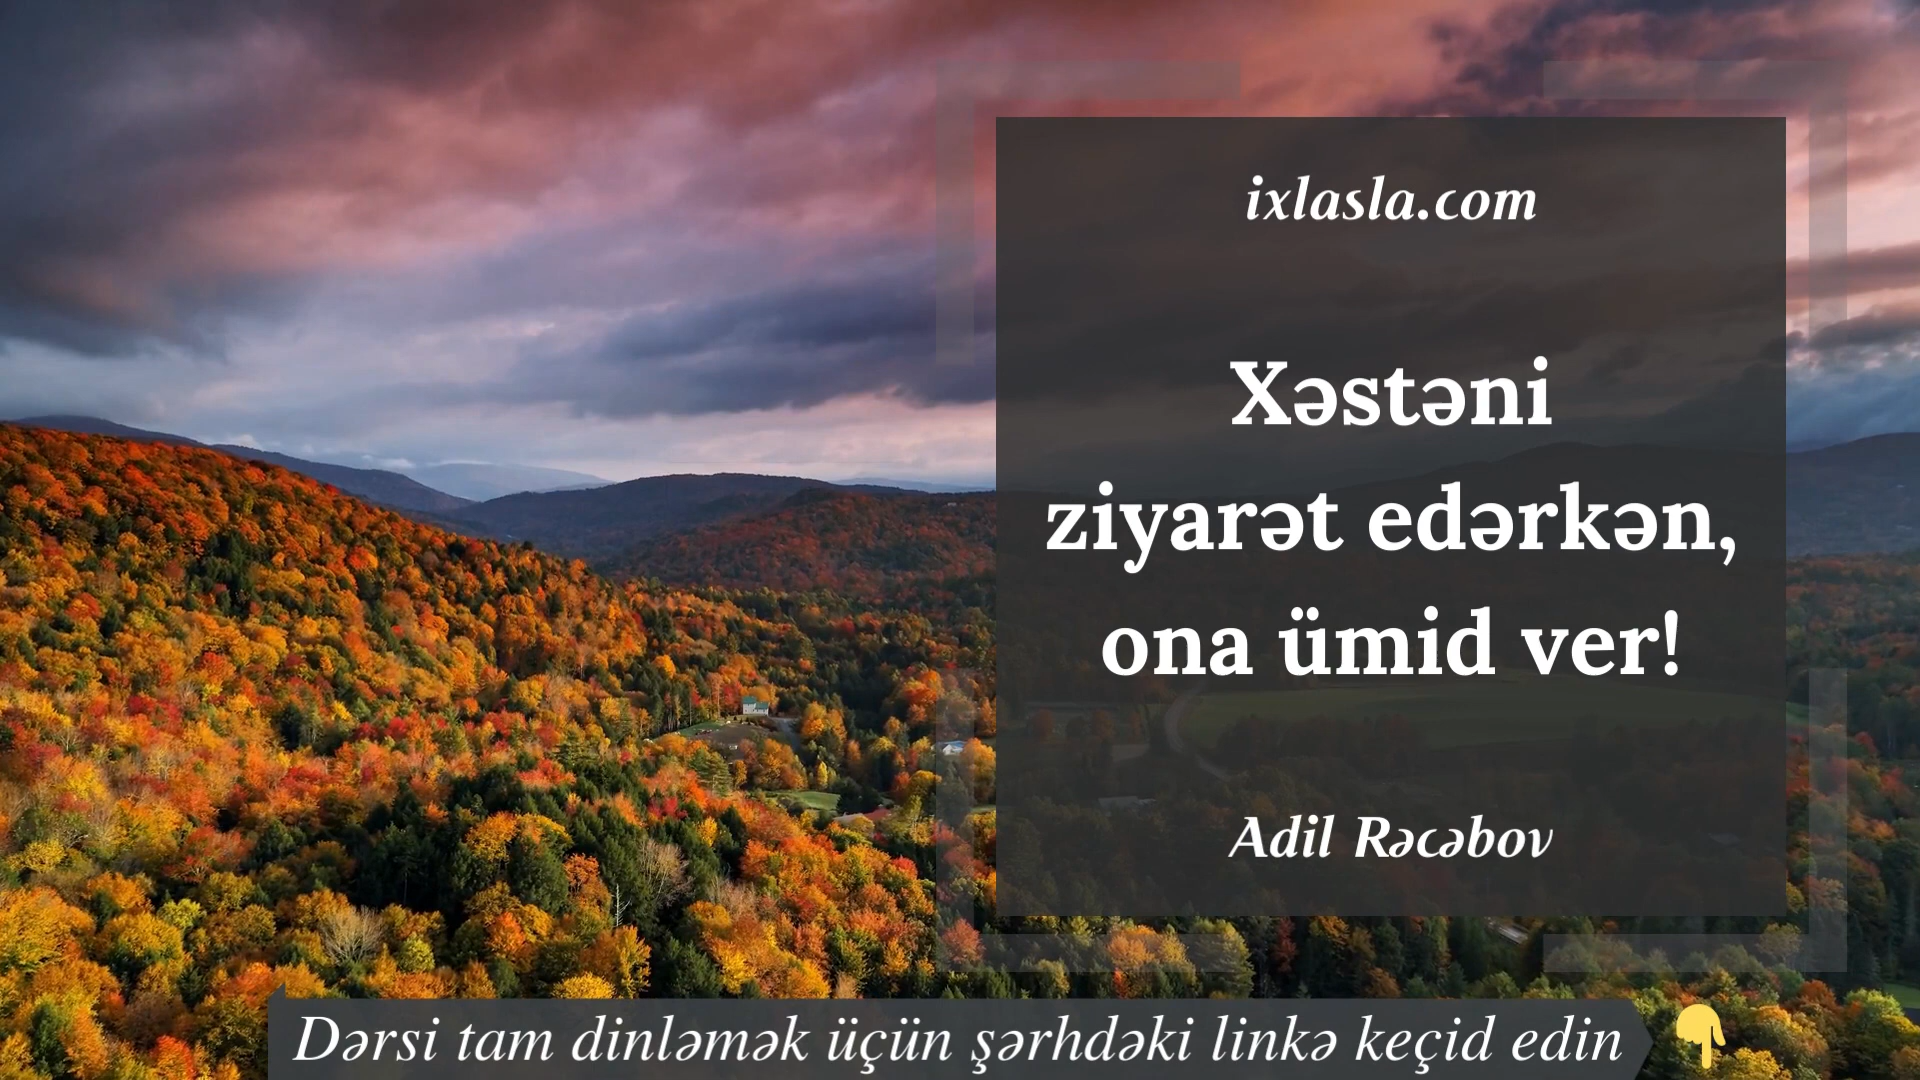 ixlasla.com
Xəstəni
ziyarət edərkən,
ona ümid ver!
Adil Rəcəbov
Dərsi tam dinləmək üçün şərhdəki linkə keçid edin